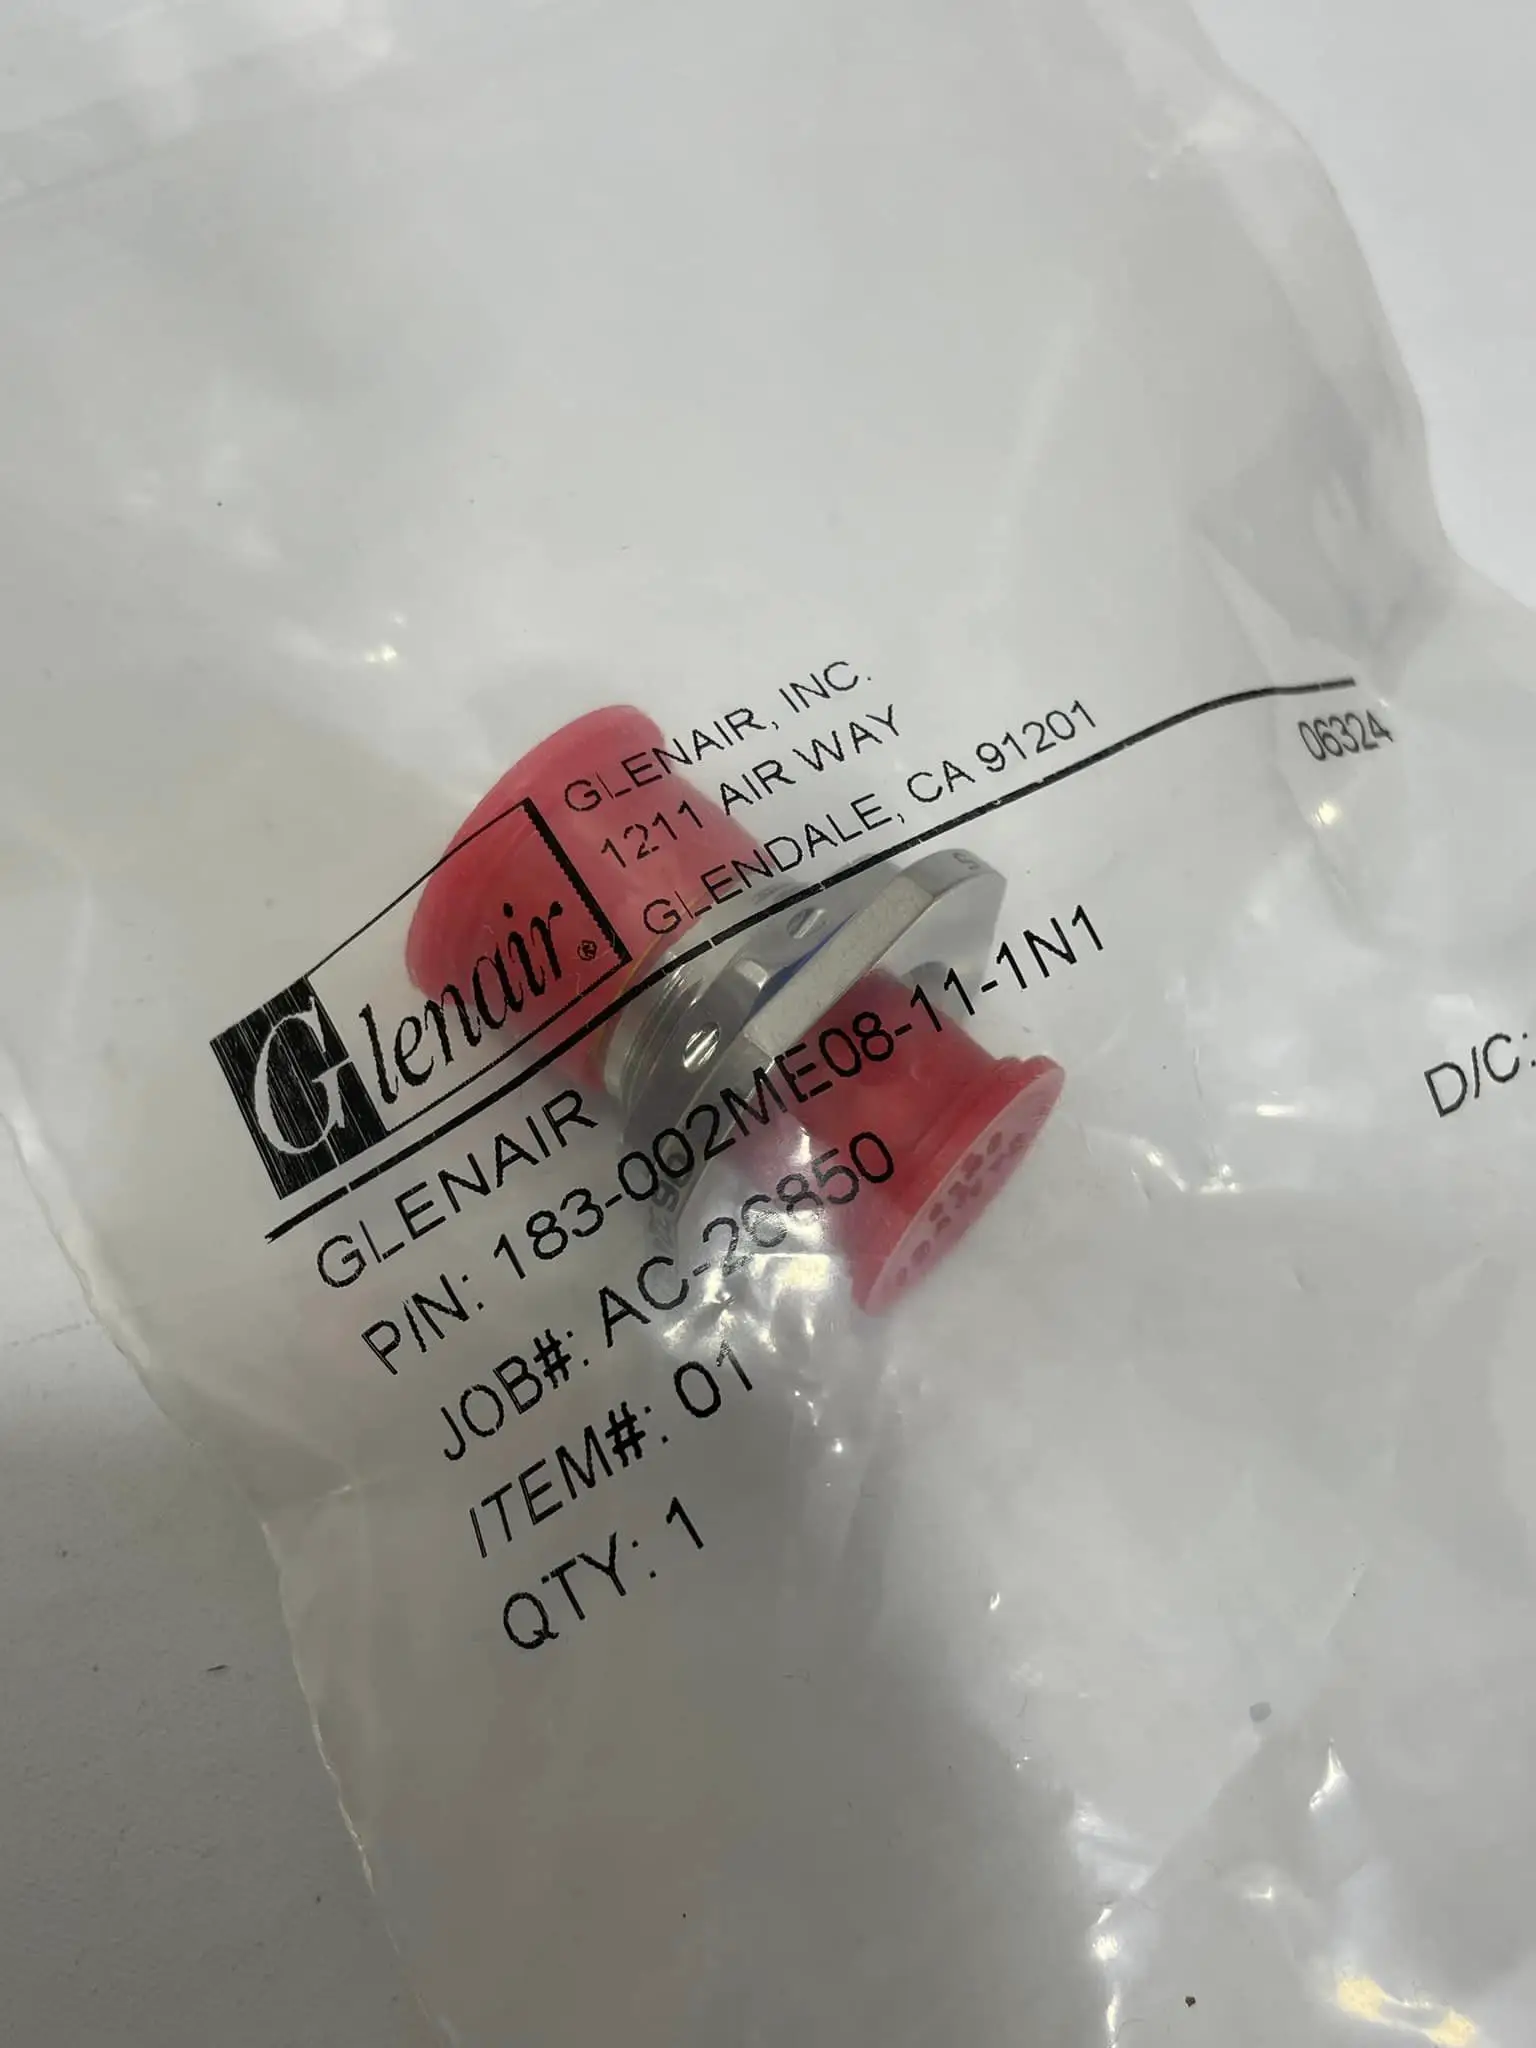 Glenair®
GLENAIR, INC.
1211 AIR WAY
GLENDALE, CA 91201
06324
GLENAIR
P/N: 183-002ME08-11-1N1
D/C:
JOB#: AC-26850
ITEM#: 01
QTY: 1